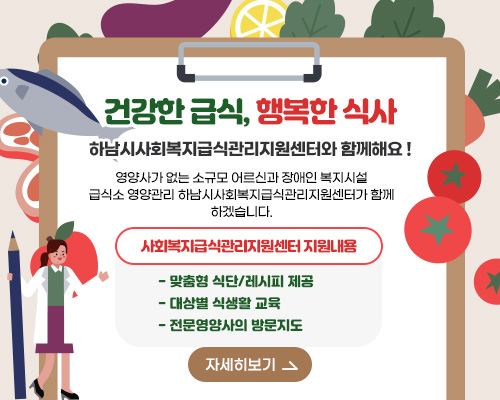 건강한 급식, 행복한 식사
하남시사회복지급식관리지원센터와 함께해요 !
영양사가 없는 소규모 어르신과 장애인 복지시설
급식소 영양관리 하남시사회복지급식관리지원센터가 함께
하겠습니다.
사회복지급식관리지원센터 지원내용
- 맞춤형 식단/레시피 제공
- 대상별 식생활 교육
- 전문영양사의 방문지도
자세히보기